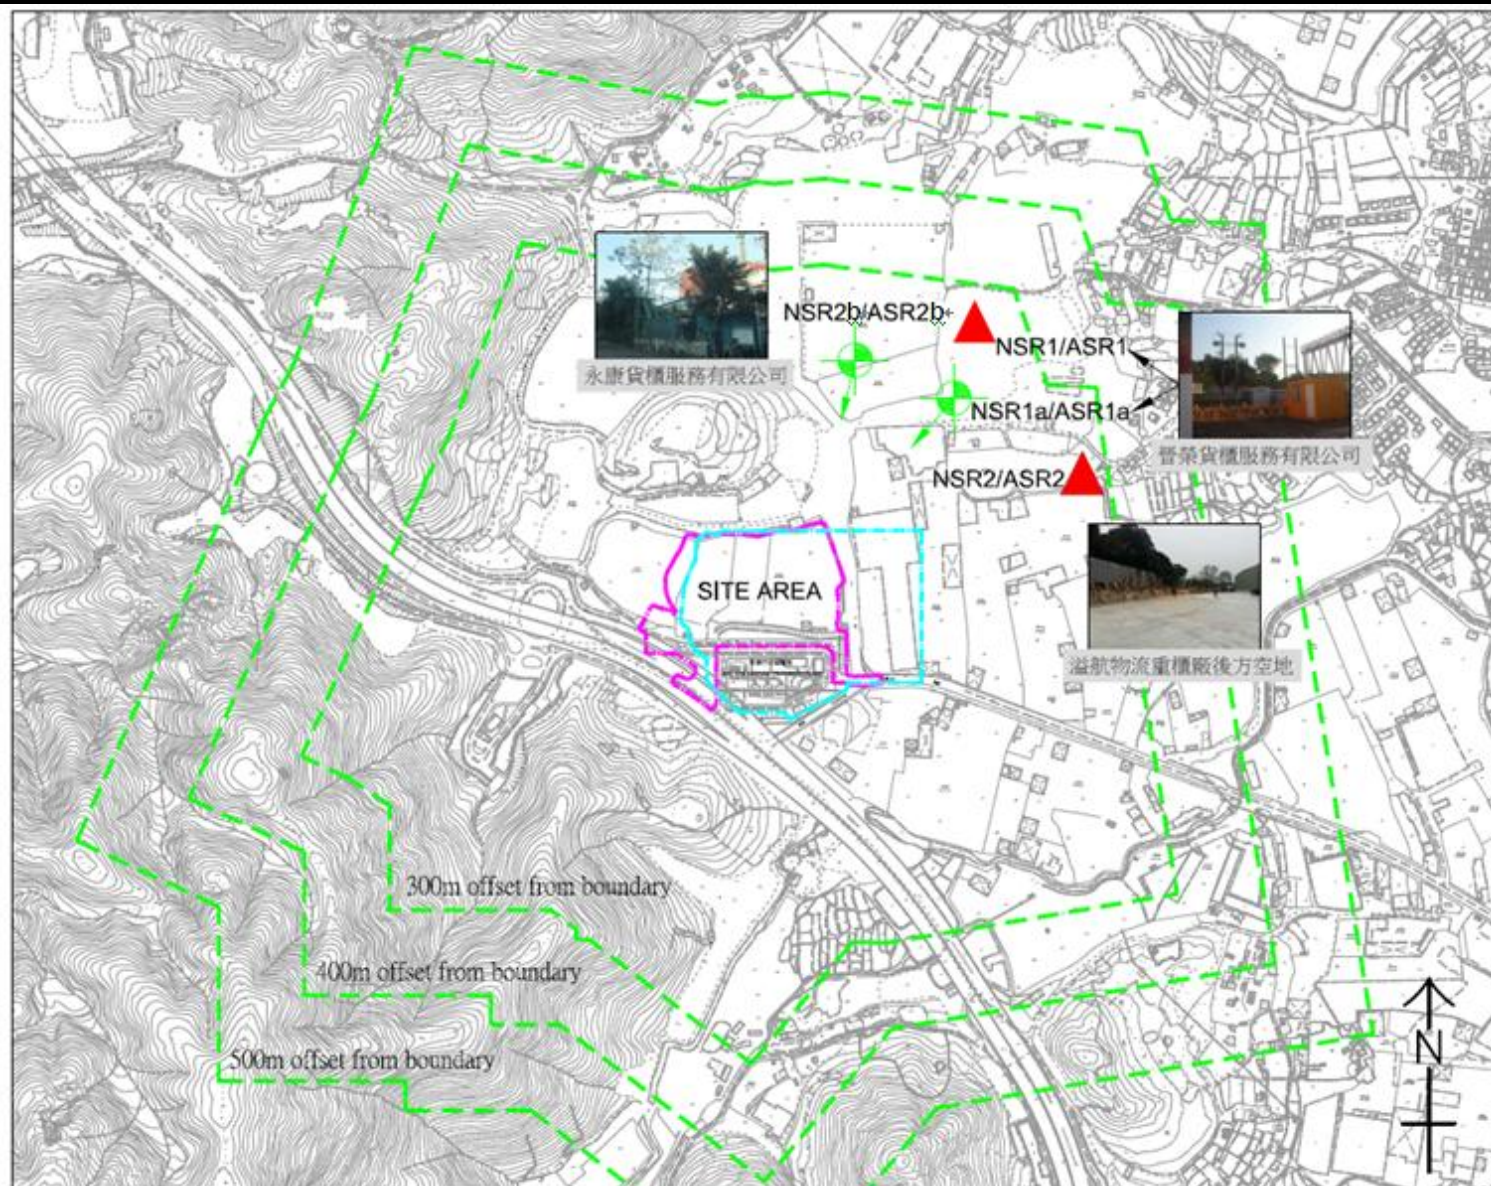 NSR2b/ASR2b
NSR1/ASR1
永康貨櫃服務有限公司
NSR1a/ASR1a
晉榮貨櫃服務有限公司
NSR2/ASR2
SITE AREA
溢航物流重櫃廠後方空地
300m offset from boundary
400m offset from boundary
500m offset from boundary
N